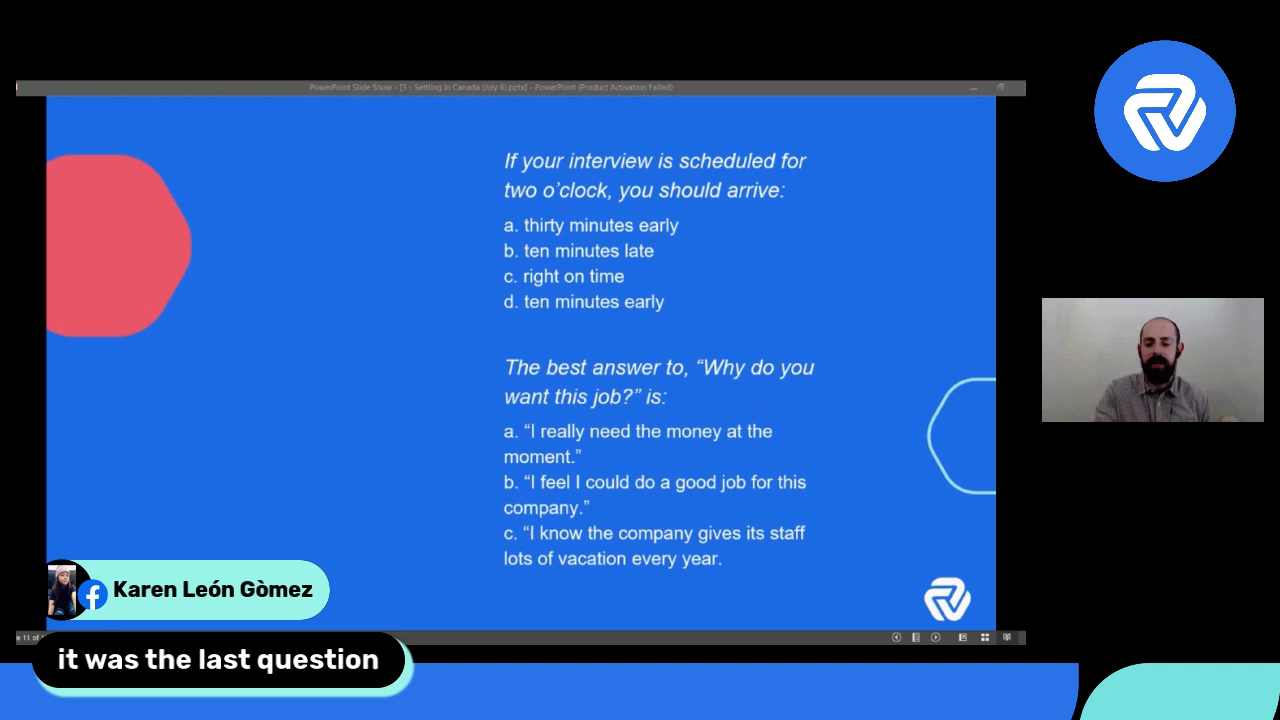 PowerPoint Slide Show - [3 - Settling In Canada (July 6).pptx] - PowerPoint (Product Activation Failed)
If your interview is scheduled for
two o'clock, you should arrive:
a. thirty minutes early
b. ten minutes late
c. right on time
d. ten minutes early
The best answer to, “Why do you
want this job?” is:
a. “I really need the money at the
moment.”
b. “I feel I could do a good job for this
company.”
c. “I know the company gives its staff
lots of vacation every year.
Karen León Gòmez
11 of
it was the last question